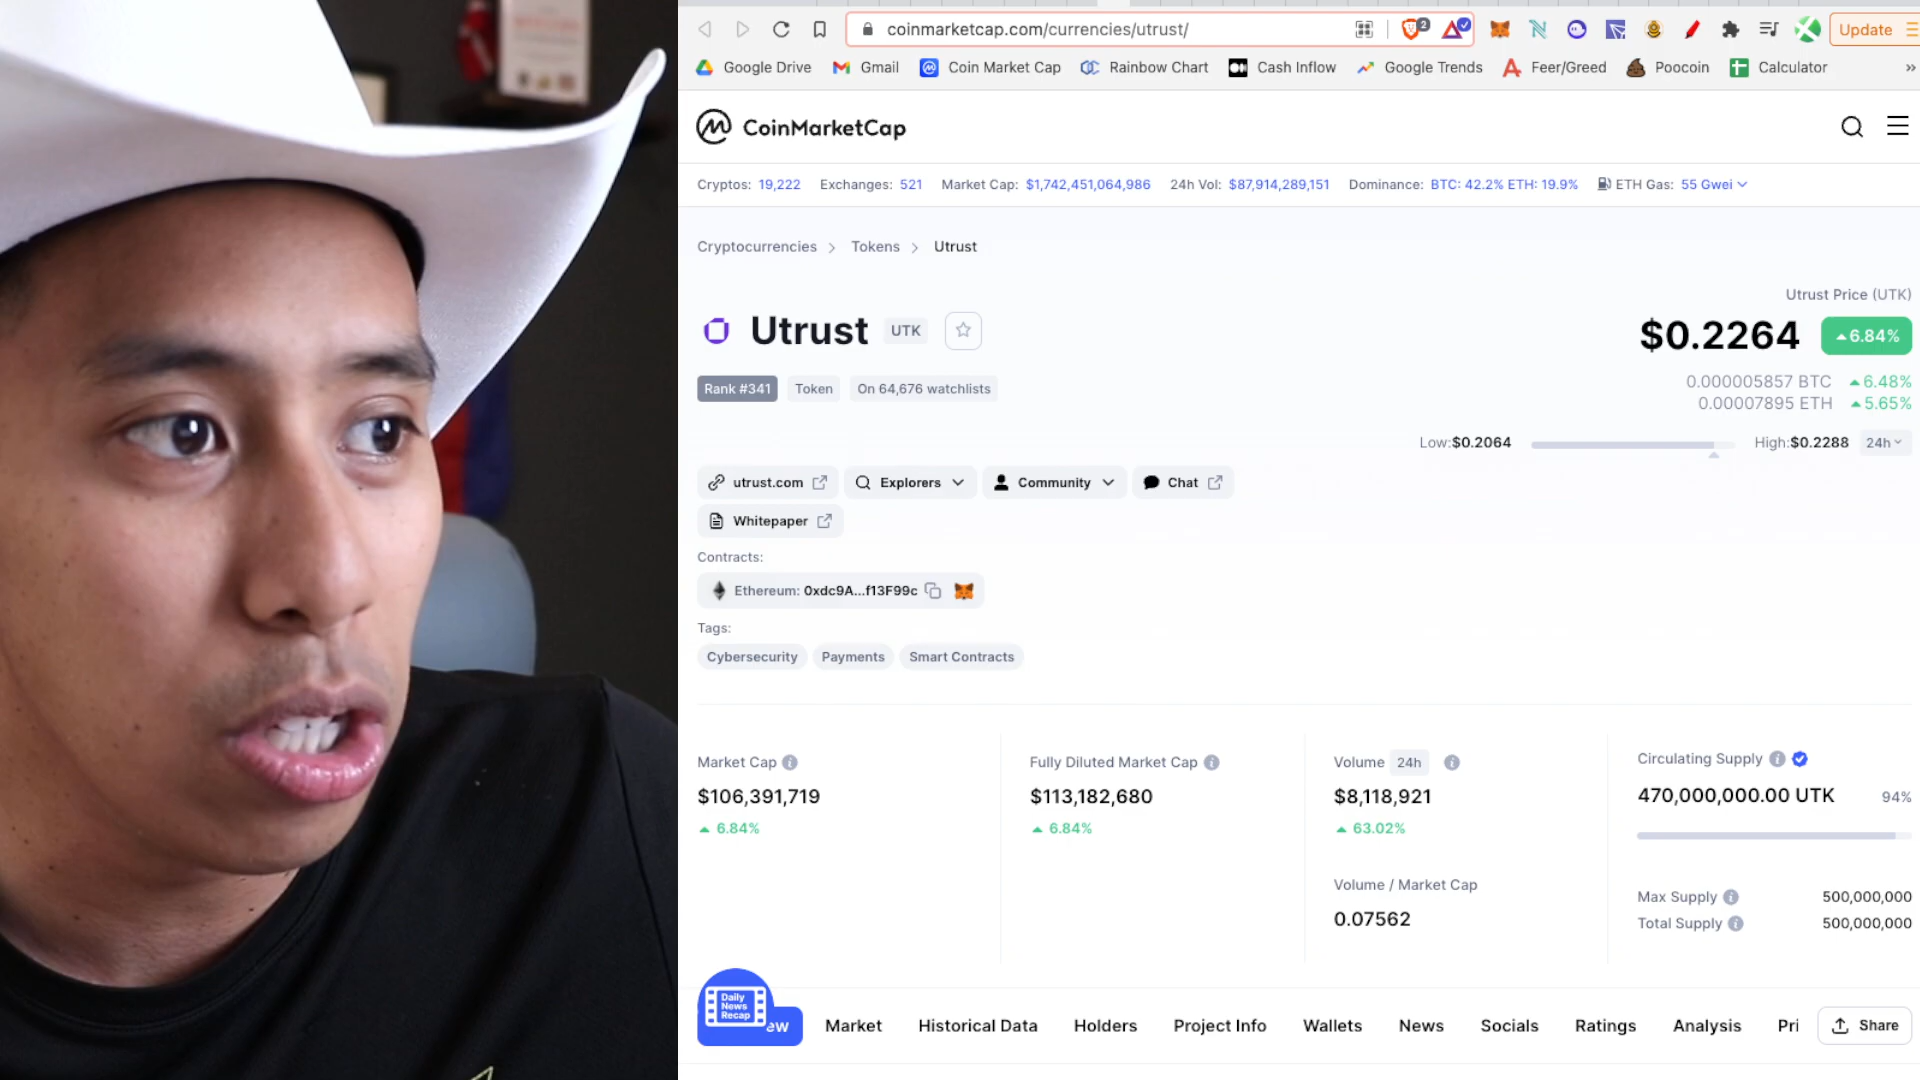 coinmarketcap.com/currencies/utrust/
2
Update
Google Drive Gmail Coin Market Cap Rainbow Chart Cash Inflow Google Trends Feer/Greed Poocoin Calculator »
CoinMarketCap
Cryptos: 19,222 Exchanges: 521 Market Cap: $1,742,451,064,986 24h Vol: $87,914,289,151 Dominance: BTC: 42.2% ETH: 19.9% ETH Gas: 55 Gwei
Cryptocurrencies > Tokens > Utrust
Utrust Price (UTK)
Utrust UTK
$0.2264 6.84%
Rank #341 Token On 64,676 watchlists
0.000005857 BTC 6.48%
0.00007895 ETH 5.65%
Low:$0.2064 High:$0.2288 24h
utrust.com Explorers Community Chat
Whitepaper
Contracts:
Ethereum: 0xdc9A...f13F99c
Tags:
Cybersecurity Payments Smart Contracts
Market Cap
$106,391,719
6.84%
Fully Diluted Market Cap
$113,182,680
6.84%
Volume 24h
$8,118,921
63.02%
Volume / Market Cap
0.07562
Circulating Supply
470,000,000.00 UTK 94%
Max Supply 500,000,000
Total Supply 500,000,000
Daily
News
Recap
ew Market Historical Data Holders Project Info Wallets News Socials Ratings Analysis Pri Share